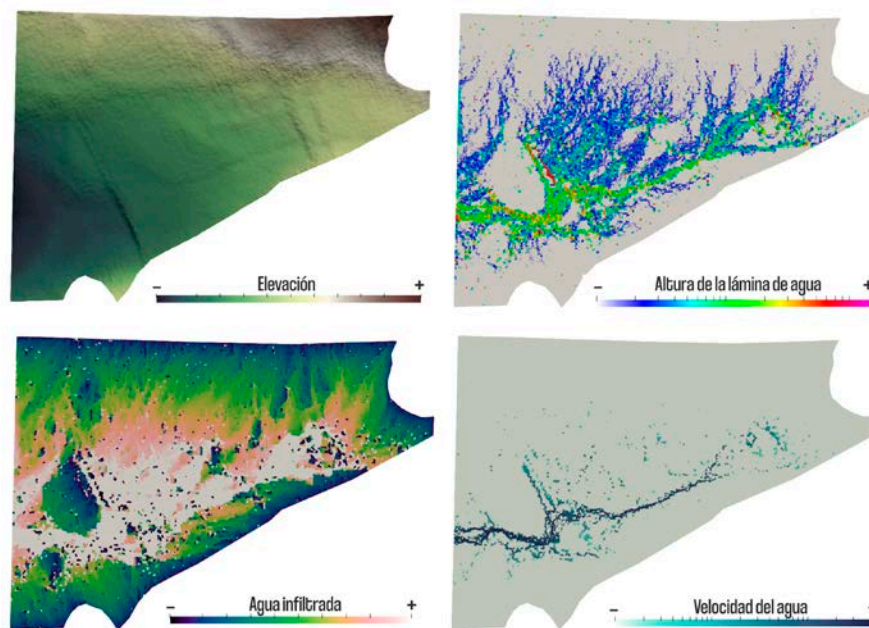 - Elevación +
- Altura de la lámina de agua +
- Agua infiltrada +
- Velocidad del agua +